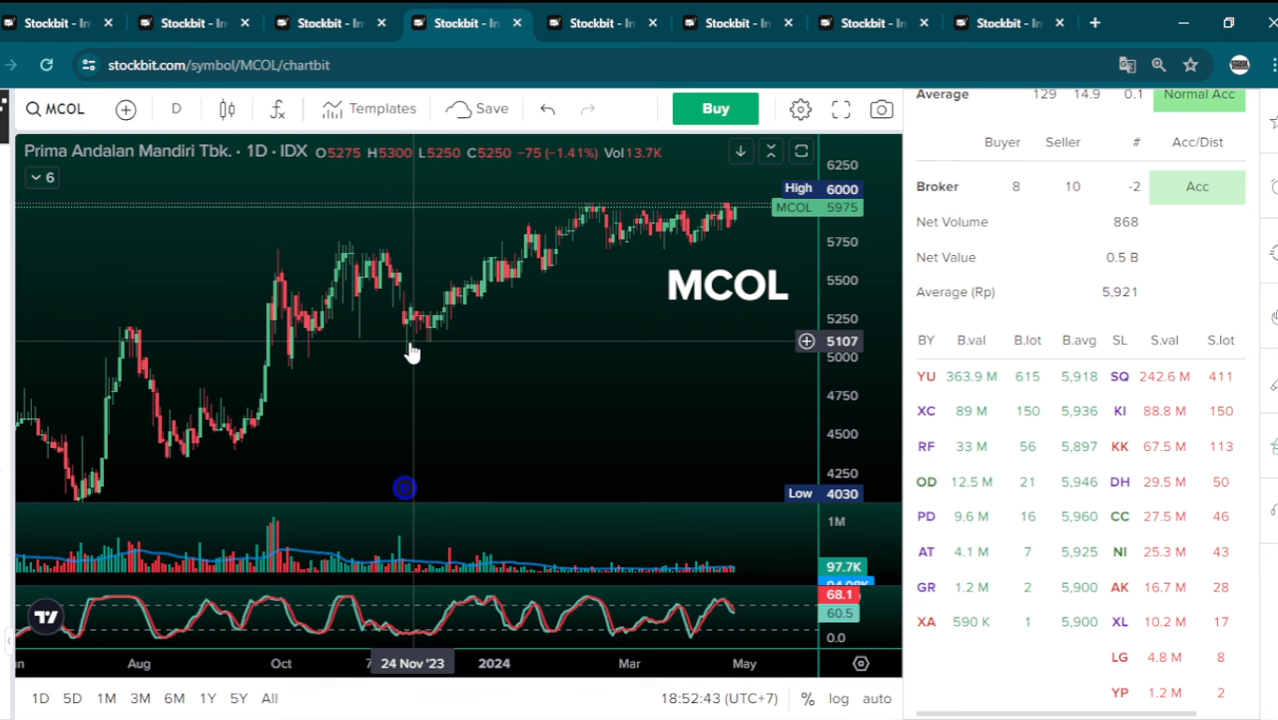 Stockbit - In Stockbit - In Stockbit - In Stockbit - In Stockbit - In Stockbit - In Stockbit - In Stockbit - In
stockbit.com/symbol/MCOL/chartbit
MCOL D Templates Save Buy
Prima Andalan Mandiri Tbk. · 1D · IDX O5275 H5300 L5250 C5250 -75 (-1.41%) Vol13.7K
6
6250
High 6000
MCOL 5975
5750
5500
5250
5107
5000
4750
4500
4250
Low 4030
MCOL
1M
97.7K
68.1
60.5
0.0
Aug Oct 24 Nov '23 2024 Mar May
1D 5D 1M 3M 6M 1Y 5Y All 18:52:43 (UTC+7) % log auto
Average 129 14.9 0.1 Normal Acc
Buyer Seller # Acc/Dist
Broker 8 10 -2 Acc
Net Volume 868
Net Value 0.5 B
Average (Rp) 5,921
BY B.val B.lot B.avg SL S.val S.lot
YU 363.9 M 615 5,918 SQ 242.6 M 411
XC 89 M 150 5,936 KI 88.8 M 150
RF 33 M 56 5,897 KK 67.5 M 113
OD 12.5 M 21 5,946 DH 29.5 M 50
PD 9.6 M 16 5,960 CC 27.5 M 46
AT 4.1 M 7 5,925 NI 25.3 M 43
GR 1.2 M 2 5,900 AK 16.7 M 28
XA 590 K 1 5,900 XL 10.2 M 17
LG 4.8 M 8
YP 1.2 M 2